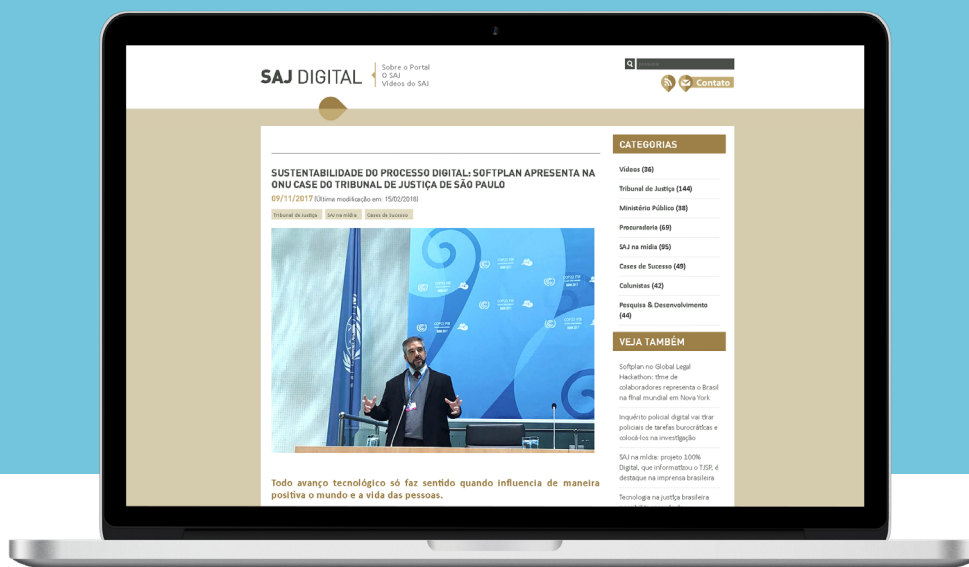 SAJ DIGITAL
Sobre o Portal
O SAJ
Vídeos do SAJ
Contato
SUSTENTABILIDADE DO PROCESSO DIGITAL: SOFTPLAN APRESENTA NA
ONU CASE DO TRIBUNAL DE JUSTIÇA DE SÃO PAULO
09/11/2017 (Última modificação em: 15/02/2018)
Tribunal de Justiça
SAJ na mídia
Cases de Sucesso
Todo avanço tecnológico só faz sentido quando influencia de maneira
positiva o mundo e a vida das pessoas.
CATEGORIAS
Vídeos (36)
Tribunal de Justiça (144)
Ministério Público (38)
Procuradoria (69)
SAJ na mídia (95)
Cases de Sucesso (49)
Colunistas (42)
Pesquisa & Desenvolvimento
(44)
VEJA TAMBÉM
Softplan no Global Legal
Hackathon: time de
colaboradores representa o Brasil
na final mundial em Nova York
Inquérito policial digital vai tirar
policiais de tarefas burocráticas e
colocá-los na investigação
SAJ na mídia: projeto 100%
Digital, que informatizou o TJSP, é
destaque na imprensa brasileira
Tecnologia na justiça brasileira